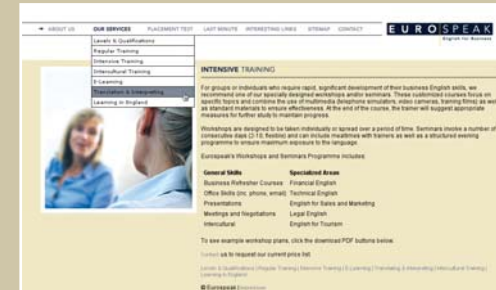 ABOUT US OUR SERVICES PLACEMENT TEST LAST MINUTE INTERESTING LINKS SITEMAP CONTACT
EUROSPEAK
English for Business
Levels & Qualifications
Regular Training
Intensive Training
Intercultural Training
E-Learning
Translation & Interpreting
Learning in England
INTENSIVE TRAINING
For groups or individuals who require rapid, significant development of their business English skills, we
recommend one of our specially designed workshops and/or seminars. These customized courses focus on
specific topics and combine the use of multimedia (telephone simulators, video cameras, training films) as well
as standard materials to ensure effectiveness. At the end of the course, the trainer will suggest appropriate
measures for further study to maintain progress.
Workshops are designed to be taken individually or spread over a period of time. Seminars involve a number of
consecutive days (2-10, flexible) and can include mealtimes with trainers as well as a structured evening
programme to ensure maximum exposure to the language.
Eurospeak's Workshops and Seminars Programme includes:
General Skills Specialized Areas
Business Refresher Courses Financial English
Office Skills (inc. phone, email) Technical English
Presentations English for Sales and Marketing
Meetings and Negotiations Legal English
Intercultural English for Tourism
To see example workshop plans, click the download PDF buttons below.
Contact us to request our current price list.
Levels & Qualifications | Regular Training | Intensive Training | E-Learning | Translating & Interpreting | Intercultural Training |
Learning in England
© Eurospeak |